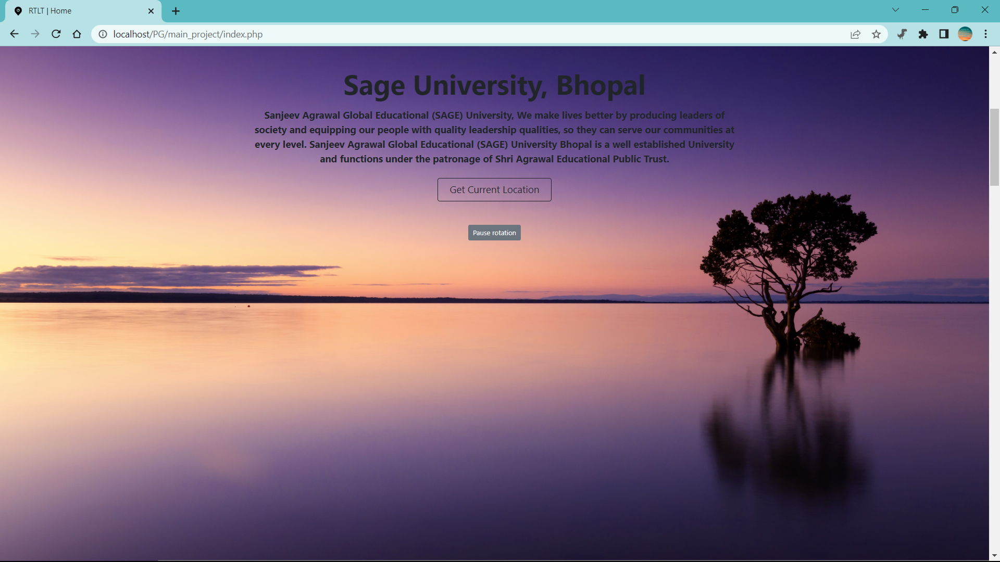 RTLT | Home
localhost/PG/main_project/index.php
Sage University, Bhopal
Sanjeev Agrawal Global Educational (SAGE) University, We make lives better by producing leaders of
society and equipping our people with quality leadership qualities, so they can serve our communities at
every level. Sanjeev Agrawal Global Educational (SAGE) University Bhopal is a well established University
and functions under the patronage of Shri Agrawal Educational Public Trust.
Get Current Location
Pause rotation